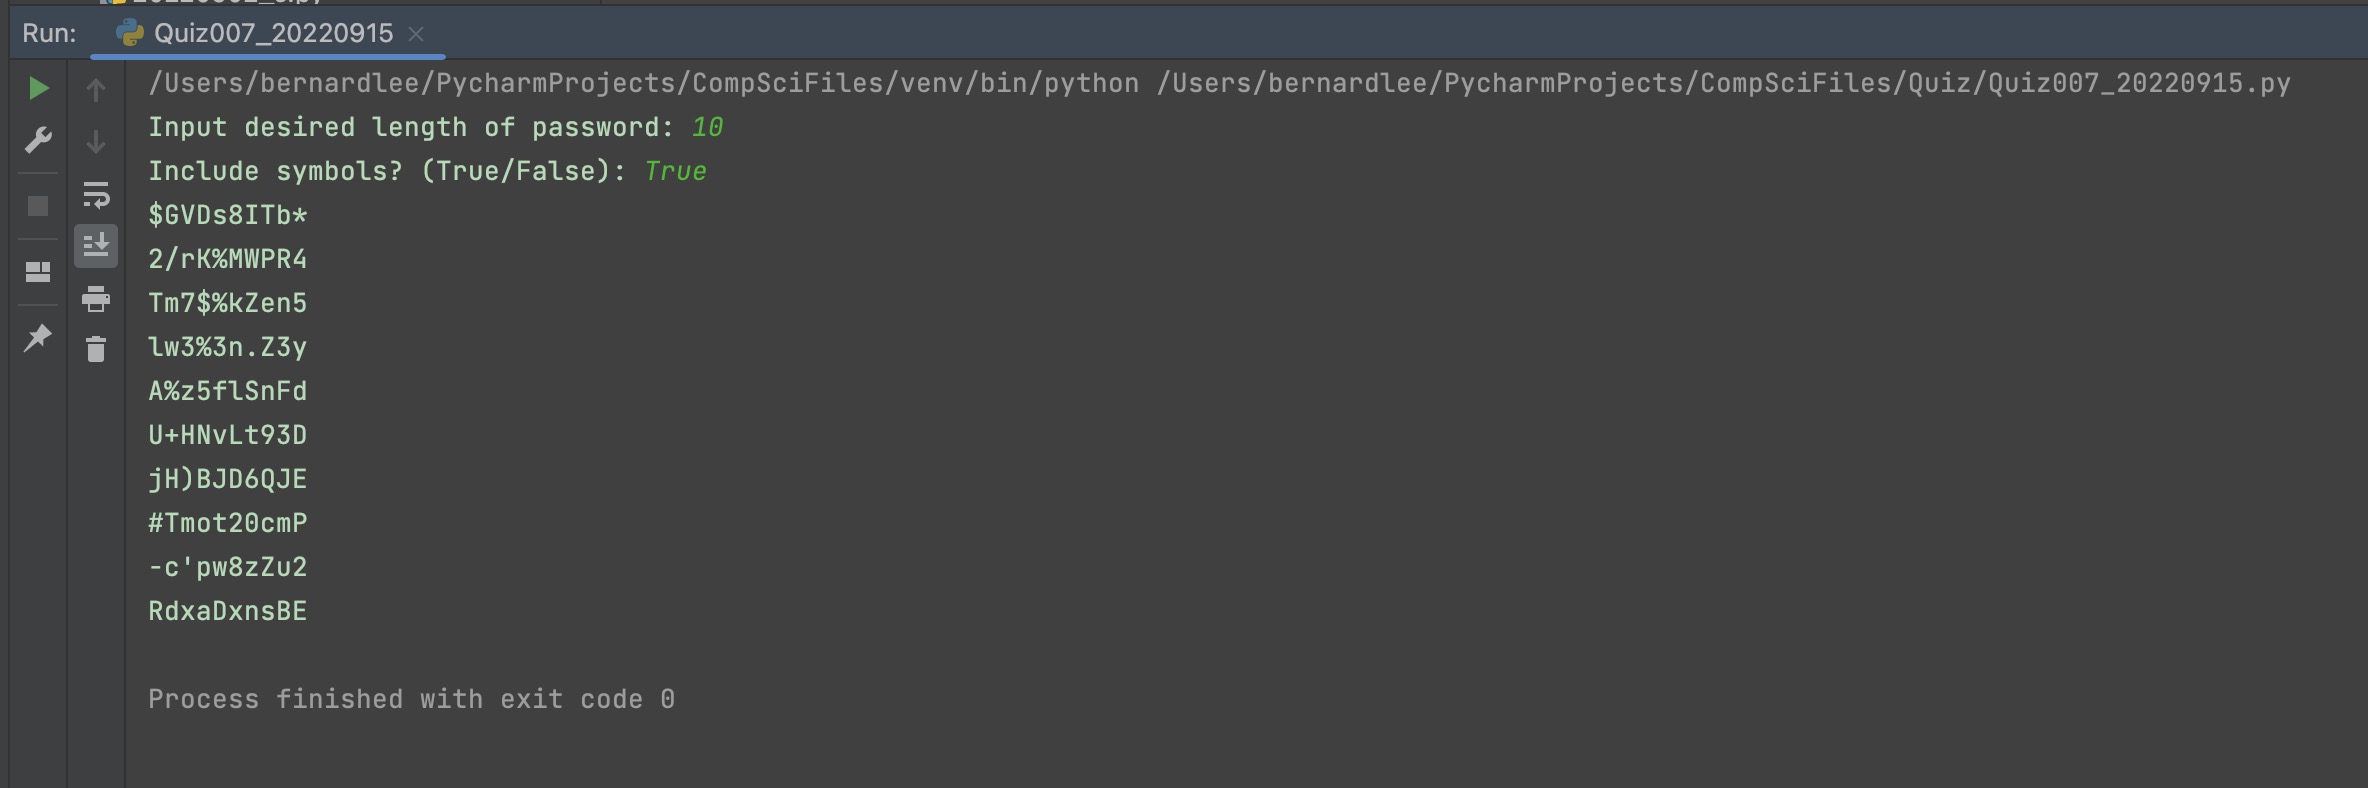 Run: Quiz007_20220915
/Users/bernardlee/PycharmProjects/CompSciFiles/venv/bin/python /Users/bernardlee/PycharmProjects/CompSciFiles/Quiz/Quiz007_20220915.py
Input desired length of password: 10
Include symbols? (True/False): True
$GVDs8ITb*
2/rK%MWPR4
Tm7$%kZen5
lw3%3n.Z3y
A%z5flSnFd
U+HNvLt93D
jH)BJD6QJE
#Tmot20cmP
-c'pw8zZu2
RdxaDxnsBE
Process finished with exit code 0